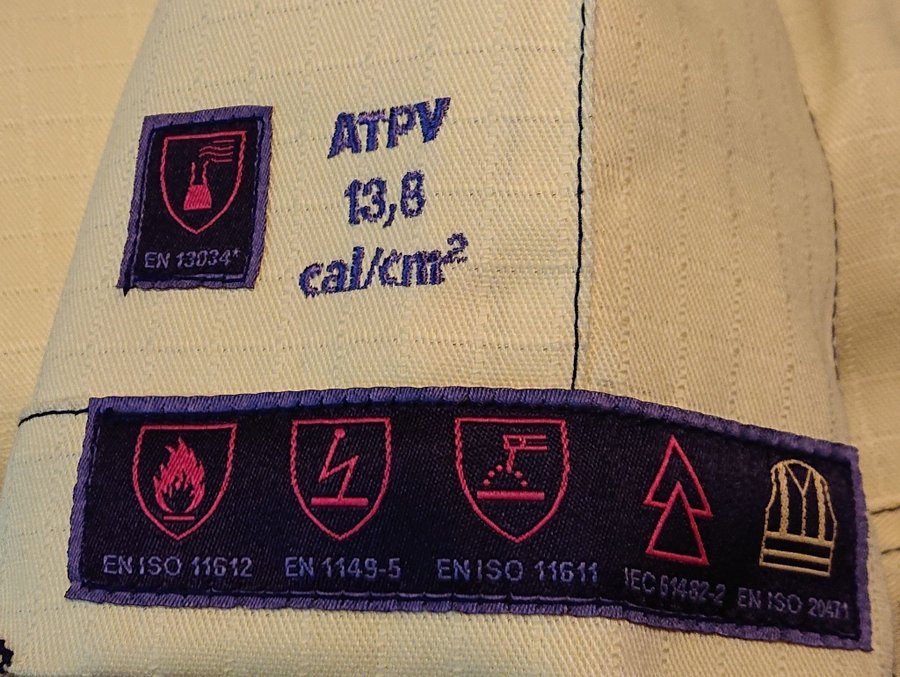 ATPV
13,8
cal/cm²
EN 13034*
EN ISO 11612
EN 1149-5
EN ISO 11611
IEC 61482-2
EN ISO 20471